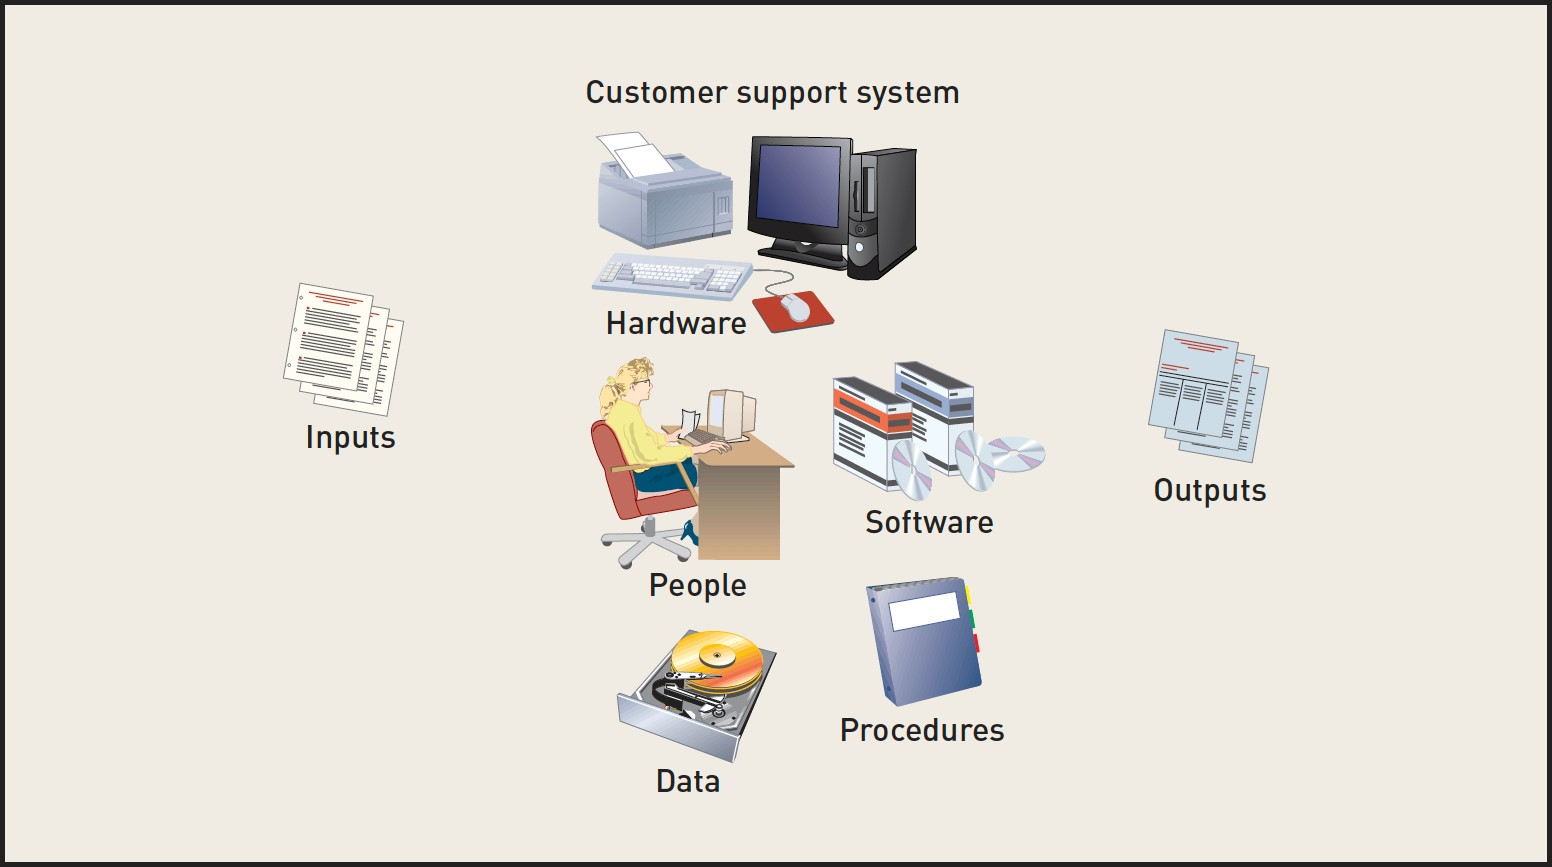 Customer support system
Hardware
Inputs
Outputs
Software
People
Procedures
Data